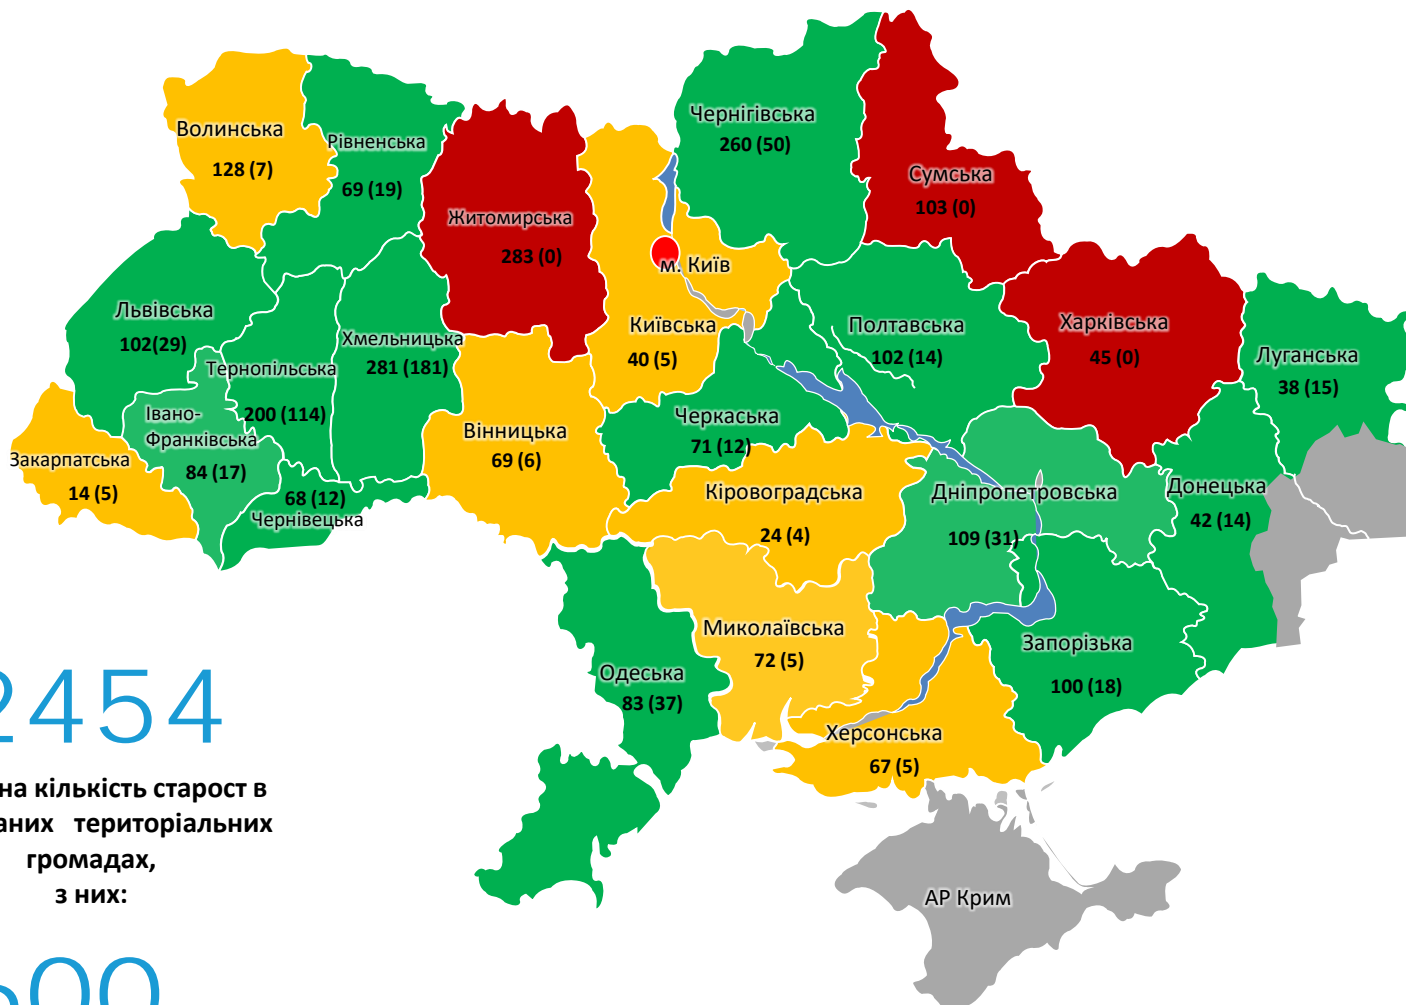 Чернігівська
260 (50)
Волинська
128 (7)
Рівненська
69 (19)
Сумська
103 (0)
Житомирська
283 (0)
м. Київ
Львівська
102(29)
Тернопільська
200 (114)
Хмельницька
281 (181)
Київська
40 (5)
Полтавська
102 (14)
Харківська
45 (0)
Луганська
38 (15)
Івано-
Франківська
84 (17)
Закарпатська
14 (5)
68 (12)
Чернівецька
Вінницька
69 (6)
Черкаська
71 (12)
Кіровоградська
24 (4)
Дніпропетровська
109 (31)
Донецька
42 (14)
Миколаївська
72 (5)
Запорізька
100 (18)
Одеська
83 (37)
Херсонська
67 (5)
АР Крим
2454
на кількість старост в
аних територіальних
громадах,
з них: